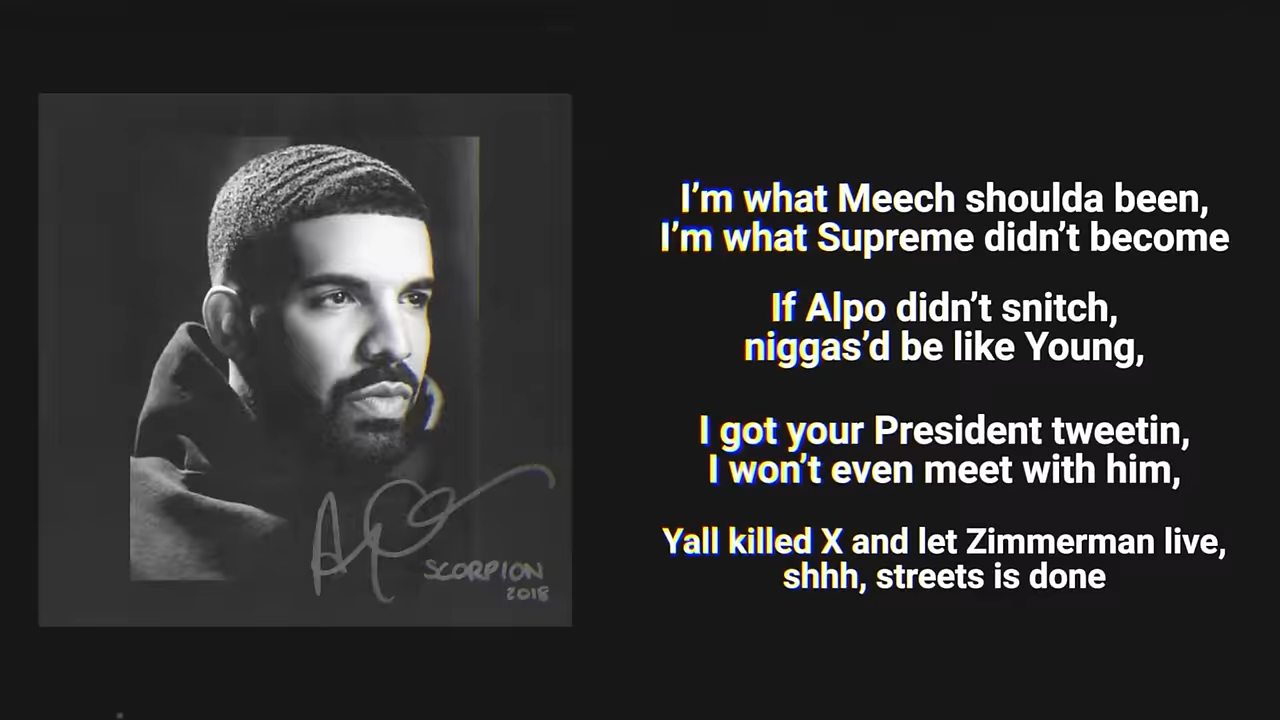 I'm what Meech shoulda been,
I'm what Supreme didn't become
If Alpo didn't snitch,
niggas'd be like Young,
I got your President tweetin,
I won't even meet with him,
Yall killed X and let Zimmerman live,
shhh, streets is done
SCORPION
2018